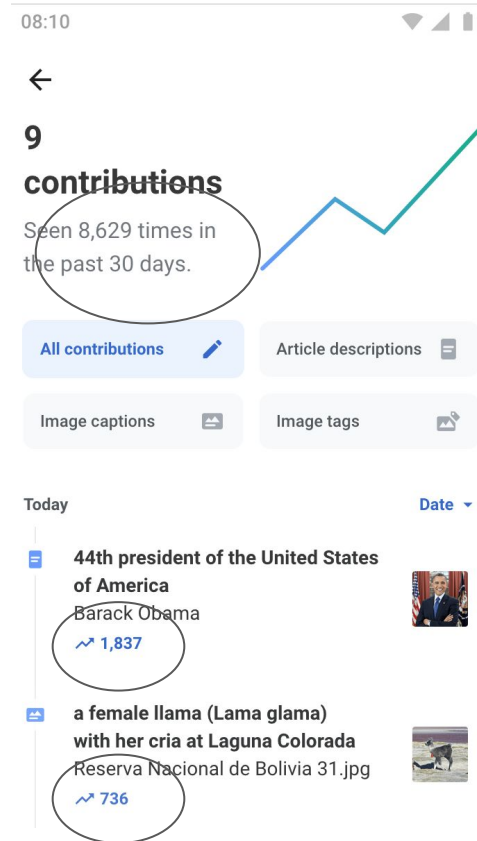 08:10
9
contributions
Seen 8,629 times in
the past 30 days.
All contributions
Article descriptions
Image captions
Image tags
Today
Date
44th president of the United States
of America
Barack Obama
1,837
a female llama (Lama glama)
with her cria at Laguna Colorada
Reserva Nacional de Bolivia 31.jpg
736